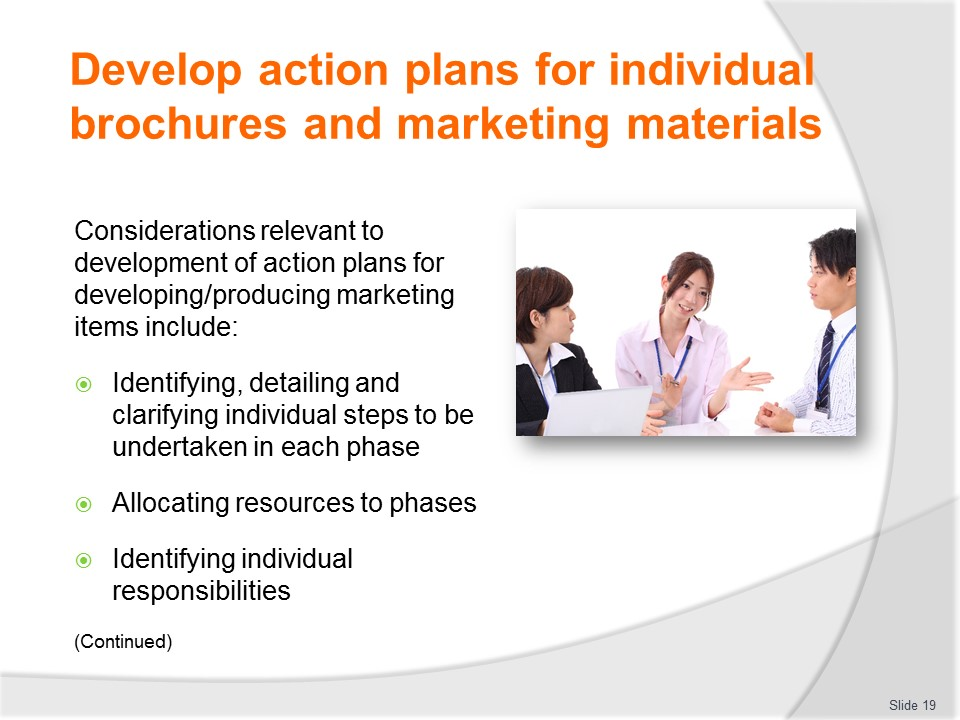 Develop action plans for individual
brochures and marketing materials
Considerations relevant to
development of action plans for
developing/producing marketing
items include:
Identifying, detailing and
clarifying individual steps to be
undertaken in each phase
Allocating resources to phases
Identifying individual
responsibilities
(Continued)
Slide 19